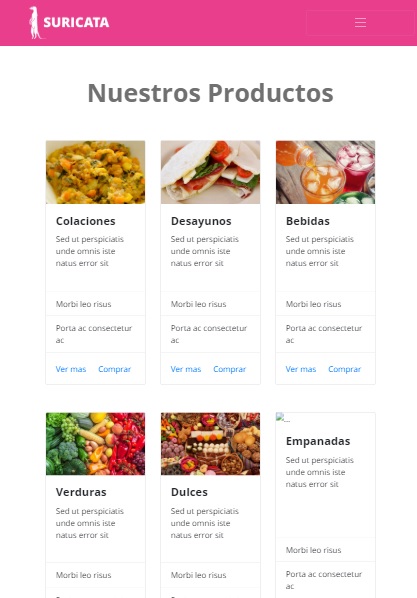 SURICATA
Nuestros Productos
Colaciones
Sed ut perspiciatis
unde omnis iste
natus error sit
Morbi leo risus
Porta ac consectetur
ac
Ver mas Comprar
Desayunos
Sed ut perspiciatis
unde omnis iste
natus error sit
Morbi leo risus
Porta ac consectetur
ac
Ver mas Comprar
Bebidas
Sed ut perspiciatis
unde omnis iste
natus error sit
Morbi leo risus
Porta ac consectetur
ac
Ver mas Comprar
Verduras
Sed ut perspiciatis
unde omnis iste
natus error sit
Morbi leo risus
Dulces
Sed ut perspiciatis
unde omnis iste
natus error sit
Morbi leo risus
...
Empanadas
Sed ut perspiciatis
unde omnis iste
natus error sit
Morbi leo risus
Porta ac consectetur
ac